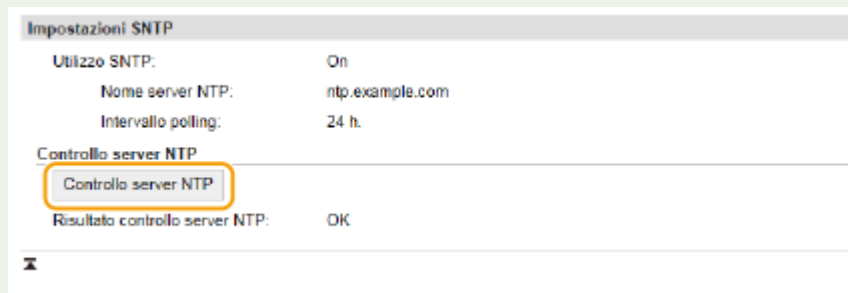 Impostazioni SNTP
Utilizzo SNTP: On
Nome server NTP: ntp.example.com
Intervallo polling: 24 h.
Controllo server NTP
Controllo server NTP
Risultato controllo server NTP: OK